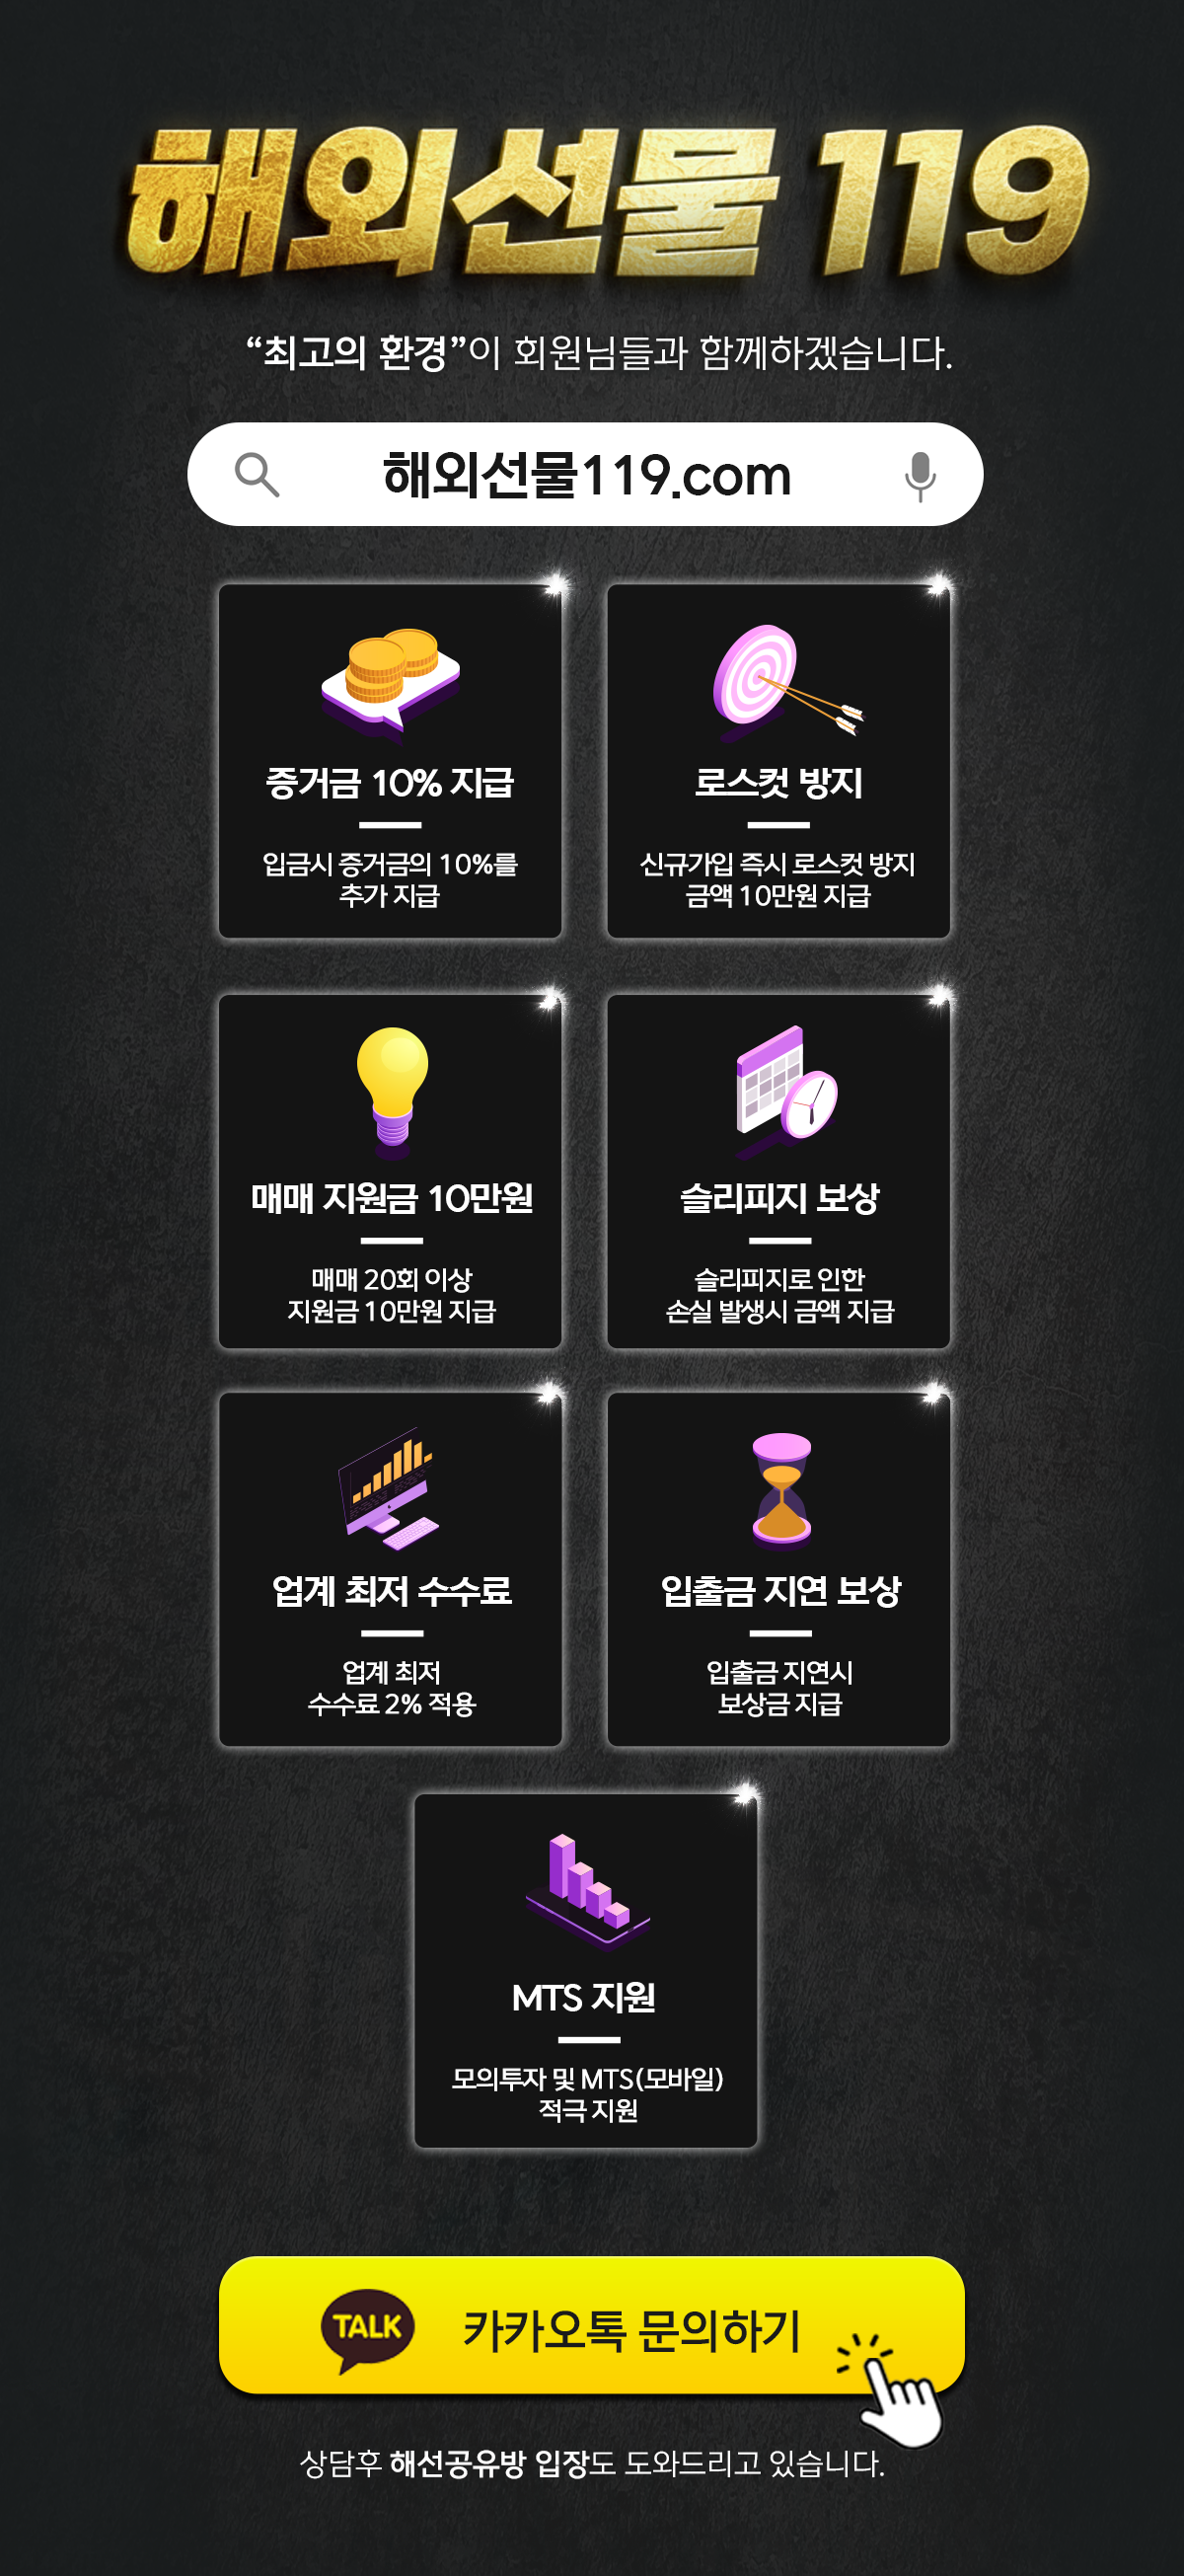 해외선물 119
“최고의 환경”이 회원님들과 함께하겠습니다.
해외선물119.com
증거금 10% 지급
입금시 증거금의 10%를
추가 지급
로스컷 방지
신규가입 즉시 로스컷 방지
금액 10만원 지급
매매 지원금 10만원
매매 20회 이상
지원금 10만원 지급
슬리피지 보상
슬리피지로 인한
손실 발생시 금액 지급
업계 최저 수수료
업계 최저
수수료 2% 적용
입출금 지연 보상
입출금 지연시
보상금 지급
MTS 지원
모의투자 및 MTS(모바일)
적극 지원
TALK 카카오톡 문의하기
상담후 해선공유방 입장도 도와드리고 있습니다.